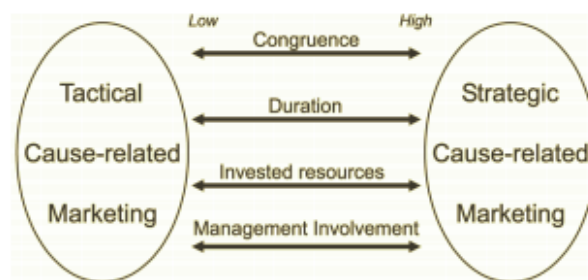 Low High
Congruence
Tactical Strategic
Duration
Cause-related Cause-related
Invested resources
Marketing Marketing
Management Involvement